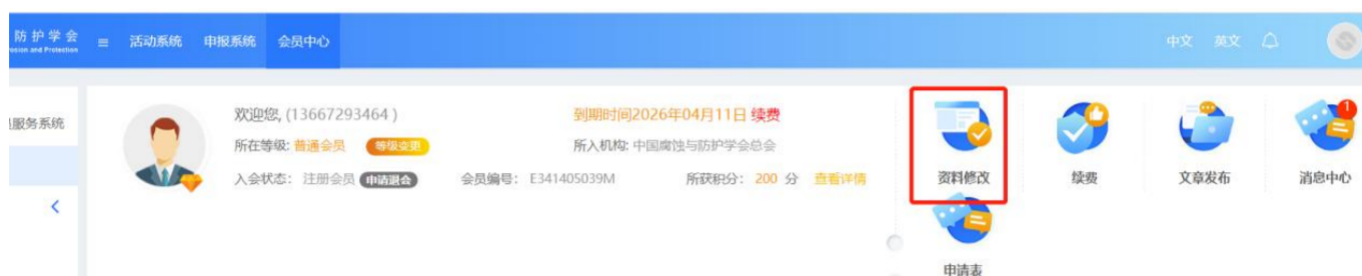 防护学会
活动系统 申报系统 会员中心 中文 英文
服务系统
欢迎您, (13667293464 ) 到期时间2026年04月11日 续费
所在等级: 普通会员 等级变更 所入机构: 中国腐蚀与防护学会总会
入会状态： 注册会员 申请退会 会员编号： E341405039M 所获积分： 200 分 查看详情
资料修改 续费 文章发布 消息中心
1
申请表